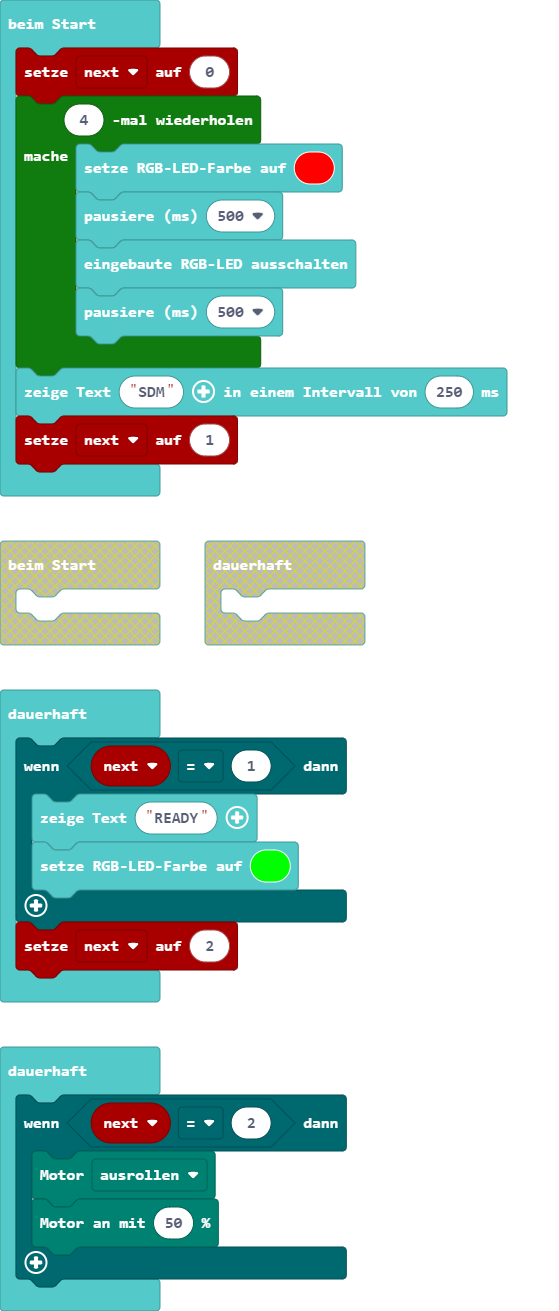 beim Start
setze next auf 0
4 -mal wiederholen
mache
setze RGB-LED-Farbe auf
pausiere (ms) 500
eingebaute RGB-LED ausschalten
pausiere (ms) 500
zeige Text "SDM" in einem Intervall von 250 ms
setze next auf 1
beim Start
dauerhaft
dauerhaft
wenn next = 1 dann
zeige Text "READY"
setze RGB-LED-Farbe auf
setze next auf 2
dauerhaft
wenn next = 2 dann
Motor ausrollen
Motor an mit 50 %